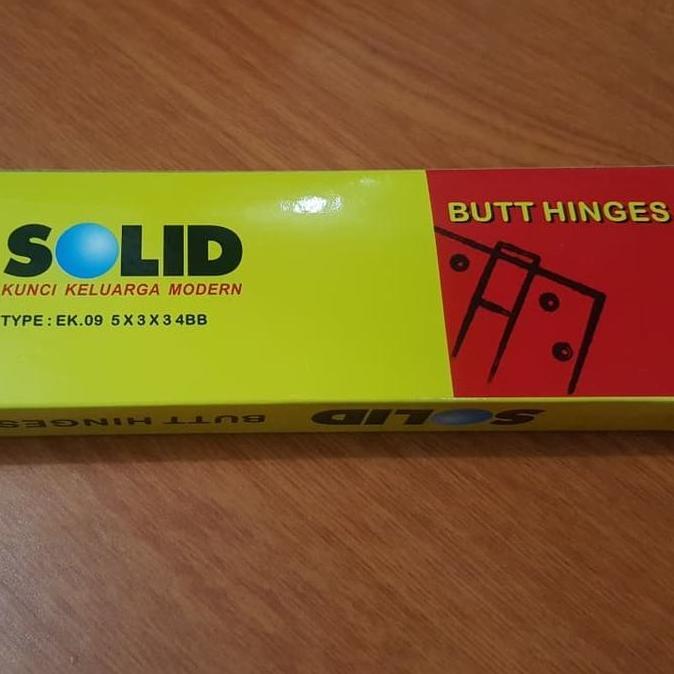 SOLID
KUNCI KELUARGA MODERN
TYPE : EK.09 5 X 3 X 3 4BB
BUTT HINGES
SOLID
BUTT HINGES